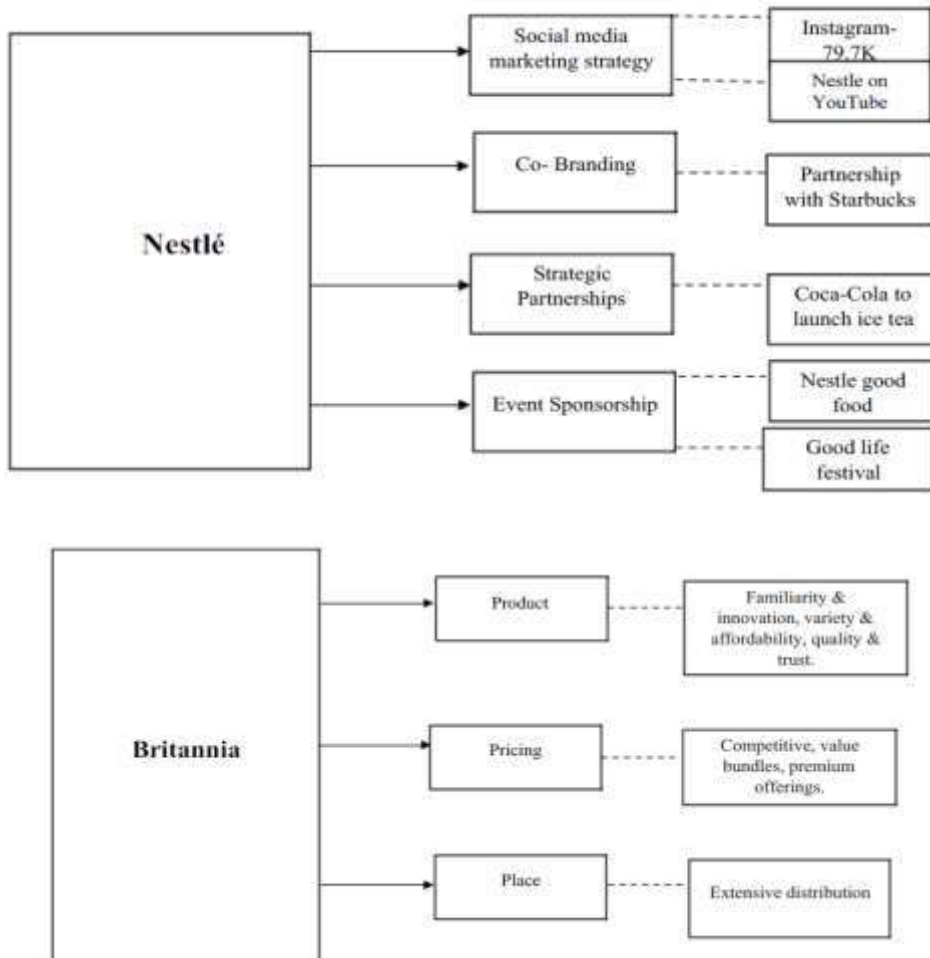 Nestlé
Social media
marketing strategy
Instagram-
79.7K
Nestle on
YouTube
Co- Branding
Partnership
with Starbucks
Strategic
Partnerships
Coca-Cola to
launch ice tea
Event Sponsorship
Nestle good
food
Good life
festival
Britannia
Product
Familiarity &
innovation, variety &
affordability, quality &
trust.
Pricing
Competitive, value
bundles, premium
offerings.
Place
Extensive distribution